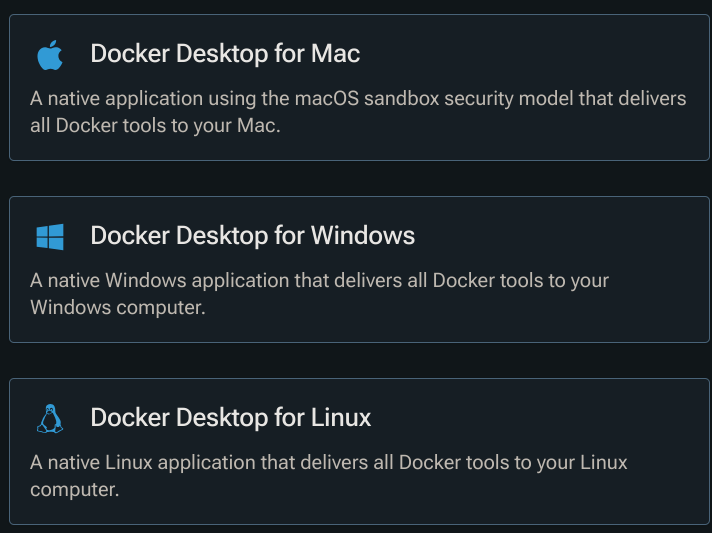 Docker Desktop for Mac
A native application using the macOS sandbox security model that delivers
all Docker tools to your Mac.
Docker Desktop for Windows
A native Windows application that delivers all Docker tools to your
Windows computer.
Docker Desktop for Linux
A native Linux application that delivers all Docker tools to your Linux
computer.